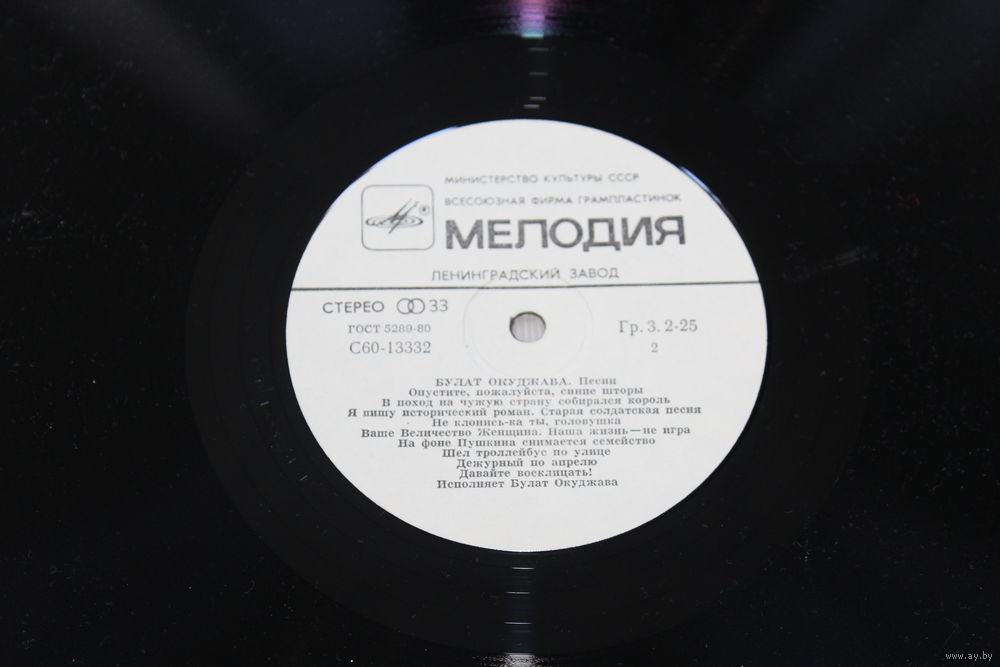 МИНИСТЕРСТВО КУЛЬТУРЫ СССР
ВСЕСОЮЗНАЯ ФИРМА ГРАМПЛАСТИНОК
МЕЛОДИЯ
ЛЕНИНГРАДСКИЙ ЗАВОД
СТЕРЕО 33
ГОСТ 5289-80
С60-13332
Гр. 3. 2-25
2
БУЛАТ ОКУДЖАВА. Песни
Опустите, пожалуйста, синие шторы
В поход на чужую страну собирался король
Я пишу исторический роман. Старая солдатская песня
Не клонись-ка ты, головушка
Ваше Величество Женщина. Наша жизнь—не игра
На фоне Пушкина снимается семейство
Шел троллейбус по улице
Дежурный по апрелю
Давайте восклицать!
Исполняет Булат Окуджава
www.ay.by